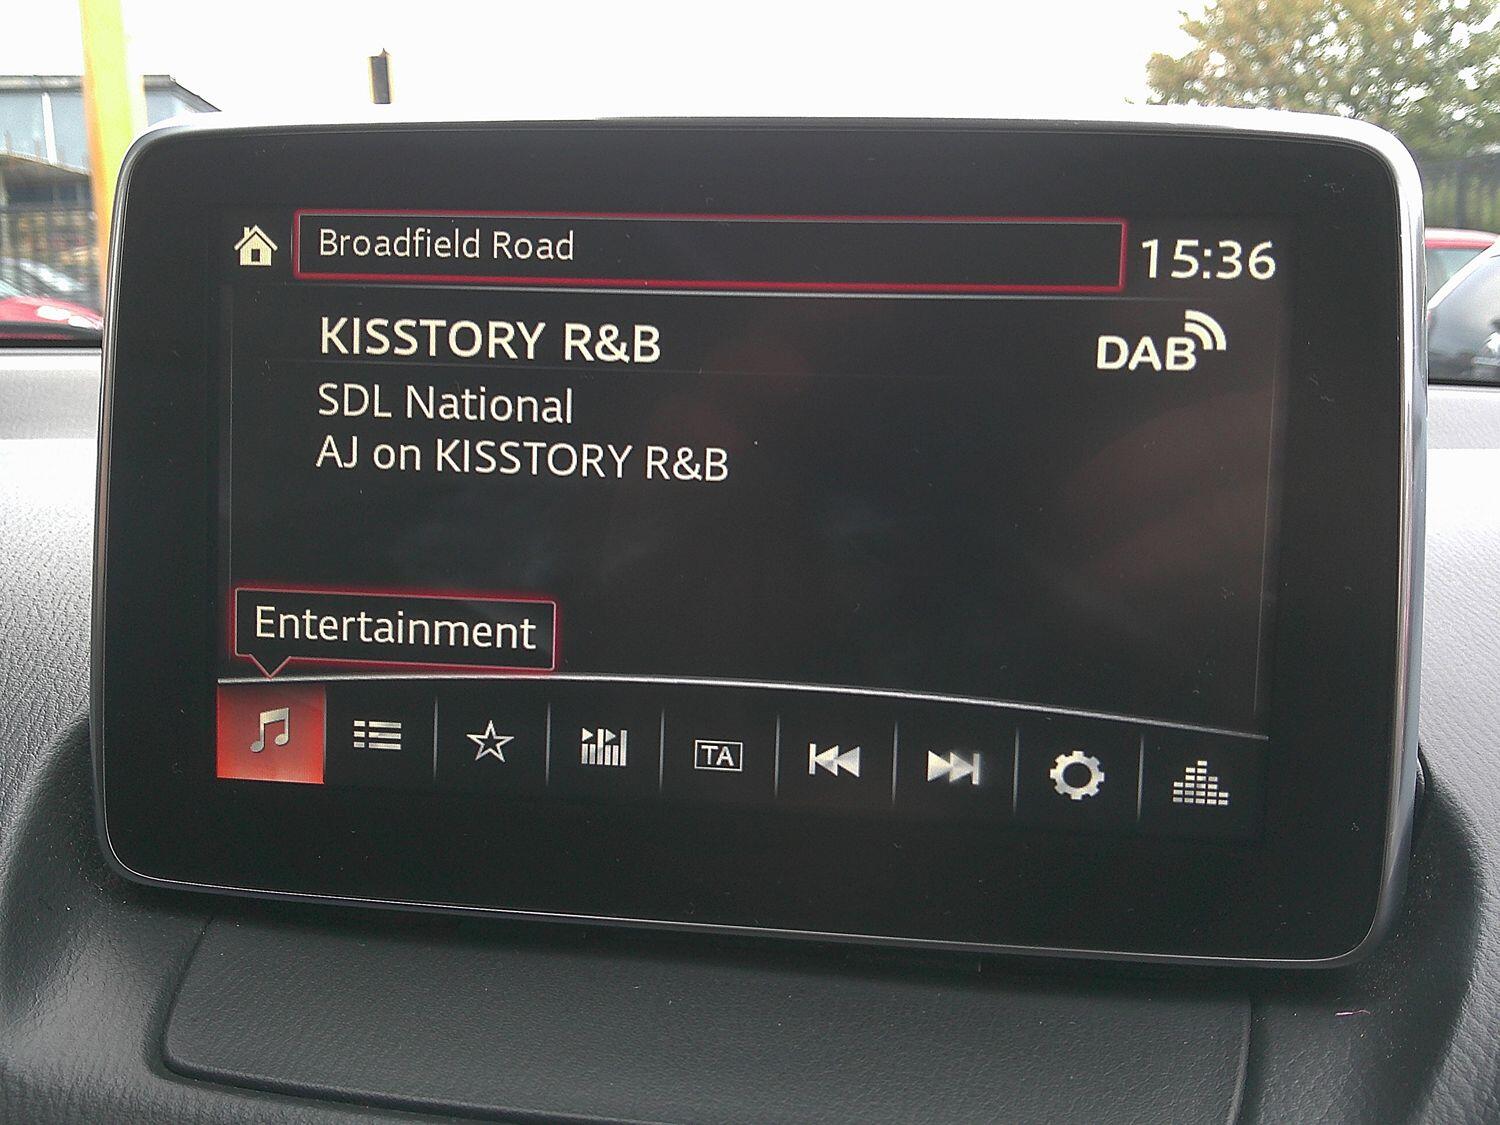 Broadfield Road
15:36
KISSTORY R&B
DAB
SDL National
AJ on KISSTORY R&B
Entertainment
TA